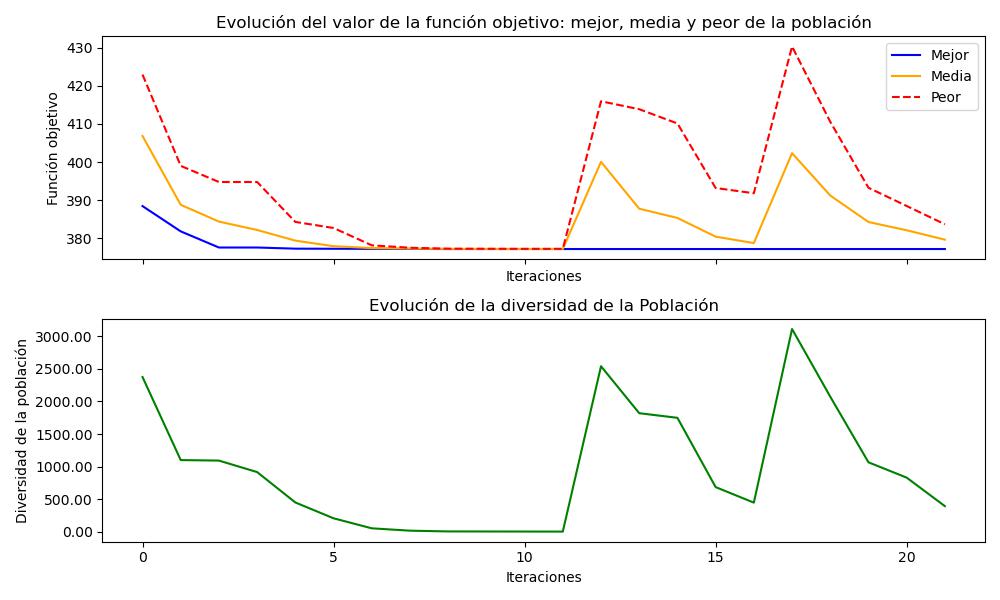 Evolución del valor de la función objetivo: mejor, media y peor de la población
430
420
410
400
390
380
Función objetivo
Mejor
Media
Peor
Iteraciones
Evolución de la diversidad de la Población
3000.00
2500.00
2000.00
1500.00
1000.00
500.00
0.00
Diversidad de la población
0 5 10 15 20
Iteraciones